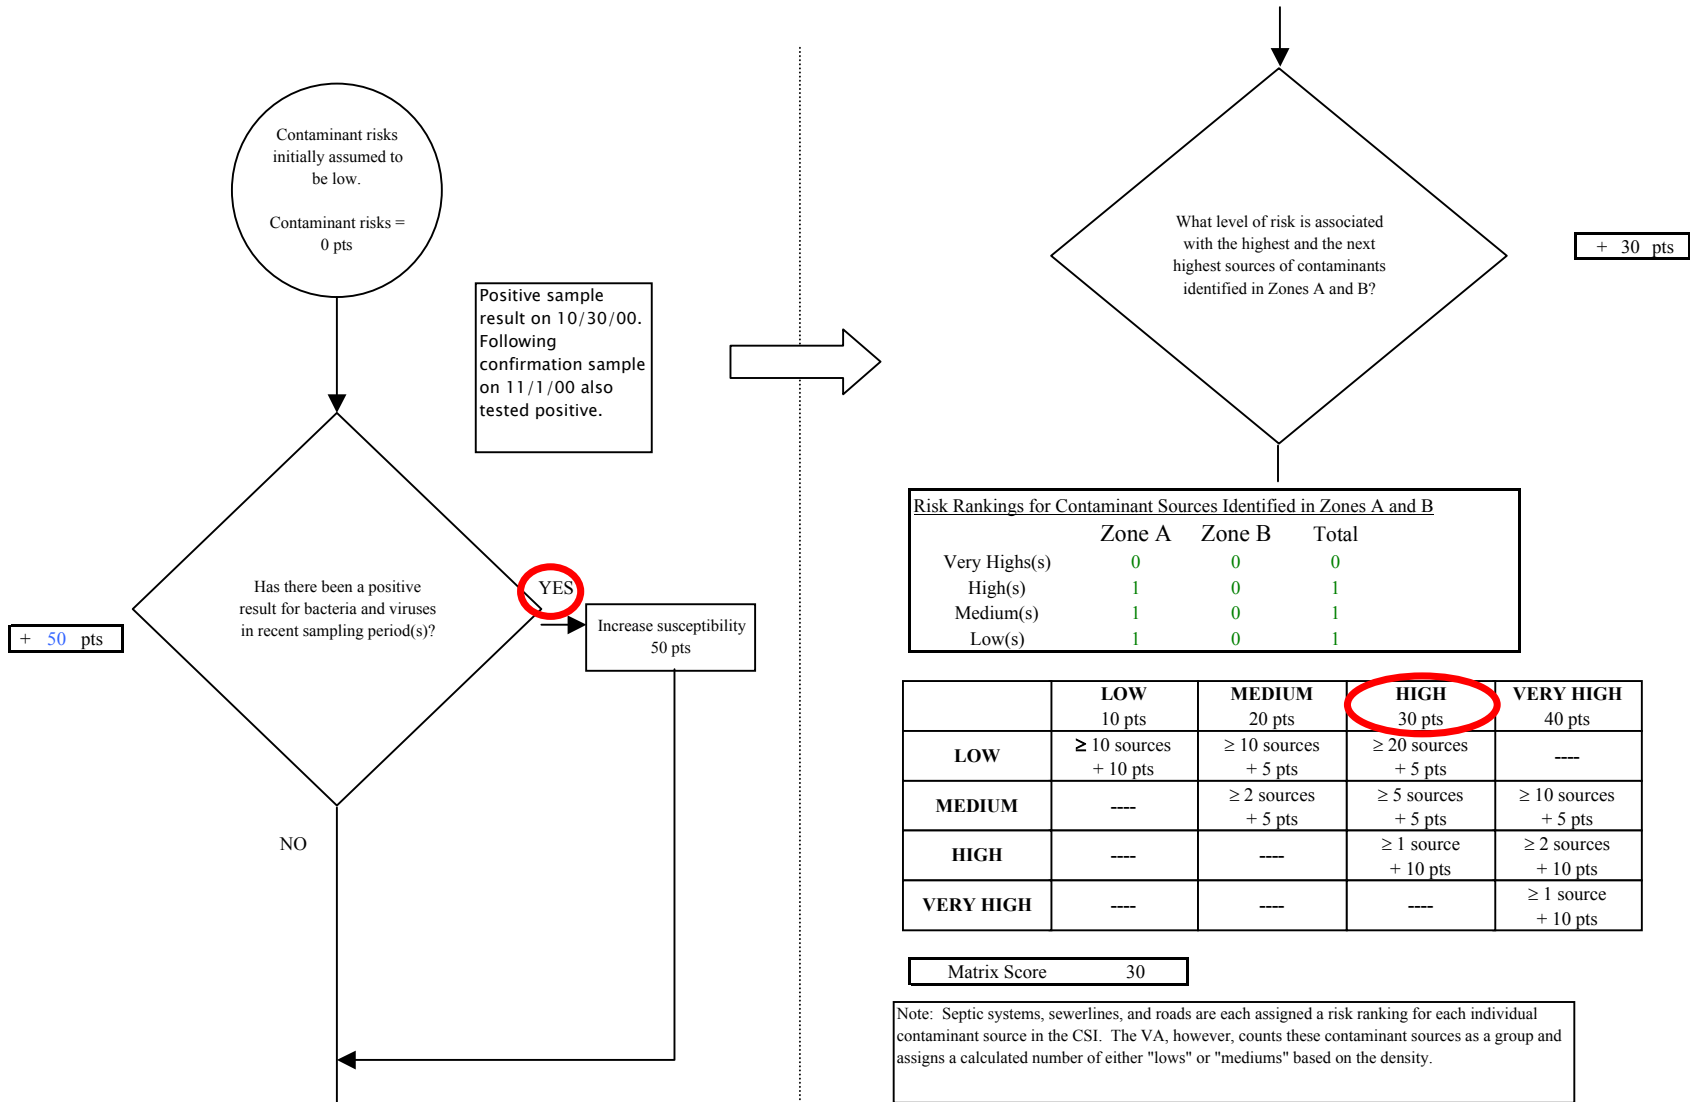 Contaminant risks
initially assumed to
be low.
Contaminant risks =
0 pts
Positive sample
result on 10/30/00.
Following
confirmation sample
on 11/1/00 also
tested positive.
Has there been a positive
result for bacteria and viruses
in recent sampling period(s)?
YES
Increase susceptibility
50 pts
+ 50 pts
NO
What level of risk is associated
with the highest and the next
highest sources of contaminants
identified in Zones A and B?
+ 30 pts
Risk Rankings for Contaminant Sources Identified in Zones A and B
Zone A Zone B Total
Very Highs(s) 0 0 0
High(s) 1 0 1
Medium(s) 1 0 1
Low(s) 1 0 1
LOW MEDIUM HIGH VERY HIGH
10 pts 20 pts 30 pts 40 pts
LOW ≥ 10 sources ≥ 10 sources ≥ 20 sources ----
+ 10 pts + 5 pts + 5 pts
MEDIUM ---- ≥ 2 sources ≥ 5 sources ≥ 10 sources
+ 5 pts + 5 pts + 5 pts
HIGH ---- ---- ≥ 1 source ≥ 2 sources
+ 10 pts + 10 pts
VERY HIGH ---- ---- ---- ≥ 1 source
+ 10 pts
Matrix Score 30
Note: Septic systems, sewerlines, and roads are each assigned a risk ranking for each individual
contaminant source in the CSI. The VA, however, counts these contaminant sources as a group and
assigns a calculated number of either "lows" or "mediums" based on the density.